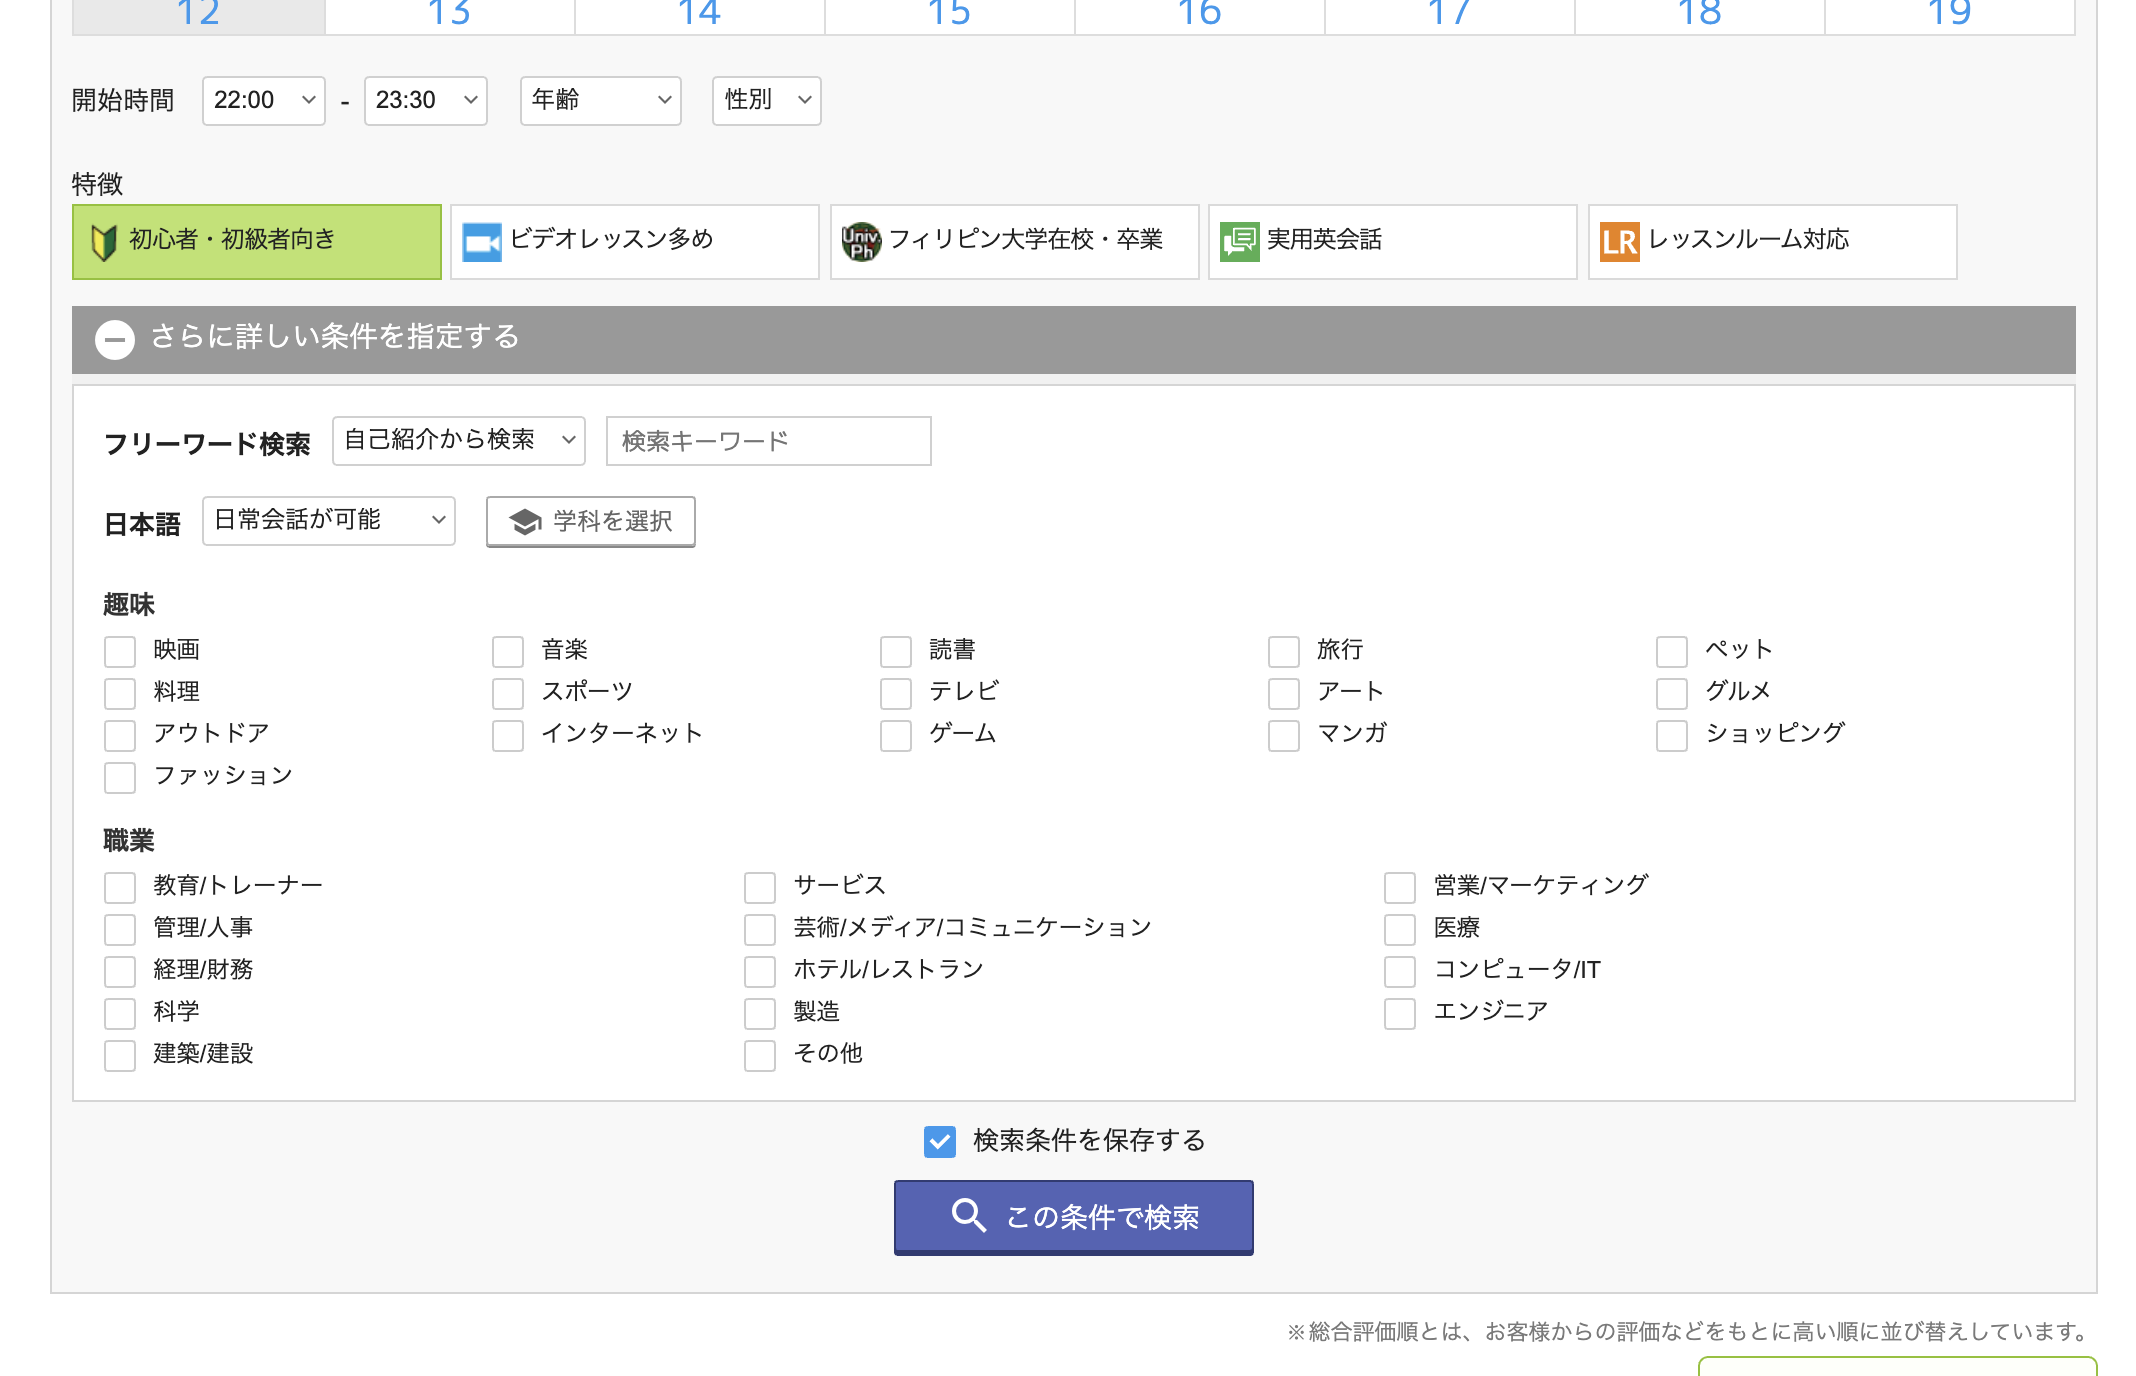 12 13 14 15 16 17 18 19
開始時間 22:00 - 23:30 年齢 性別
特徴
初心者・初級者向き ビデオレッスン多め Univ Ph フィリピン大学在校・卒業 実用英会話 LR レッスンルーム対応
さらに詳しい条件を指定する
フリーワード検索 自己紹介から検索 検索キーワード
日本語 日常会話が可能 学科を選択
趣味
映画 音楽 読書 旅行 ペット
料理 スポーツ テレビ アート グルメ
アウトドア インターネット ゲーム マンガ ショッピング
ファッション
職業
教育/トレーナー サービス 営業/マーケティング
管理/人事 芸術/メディア/コミュニケーション 医療
経理/財務 ホテル/レストラン コンピュータ/IT
科学 製造 エンジニア
建築/建設 その他
検索条件を保存する
この条件で検索
※総合評価順とは、お客様からの評価などをもとに高い順に並び替えしています。